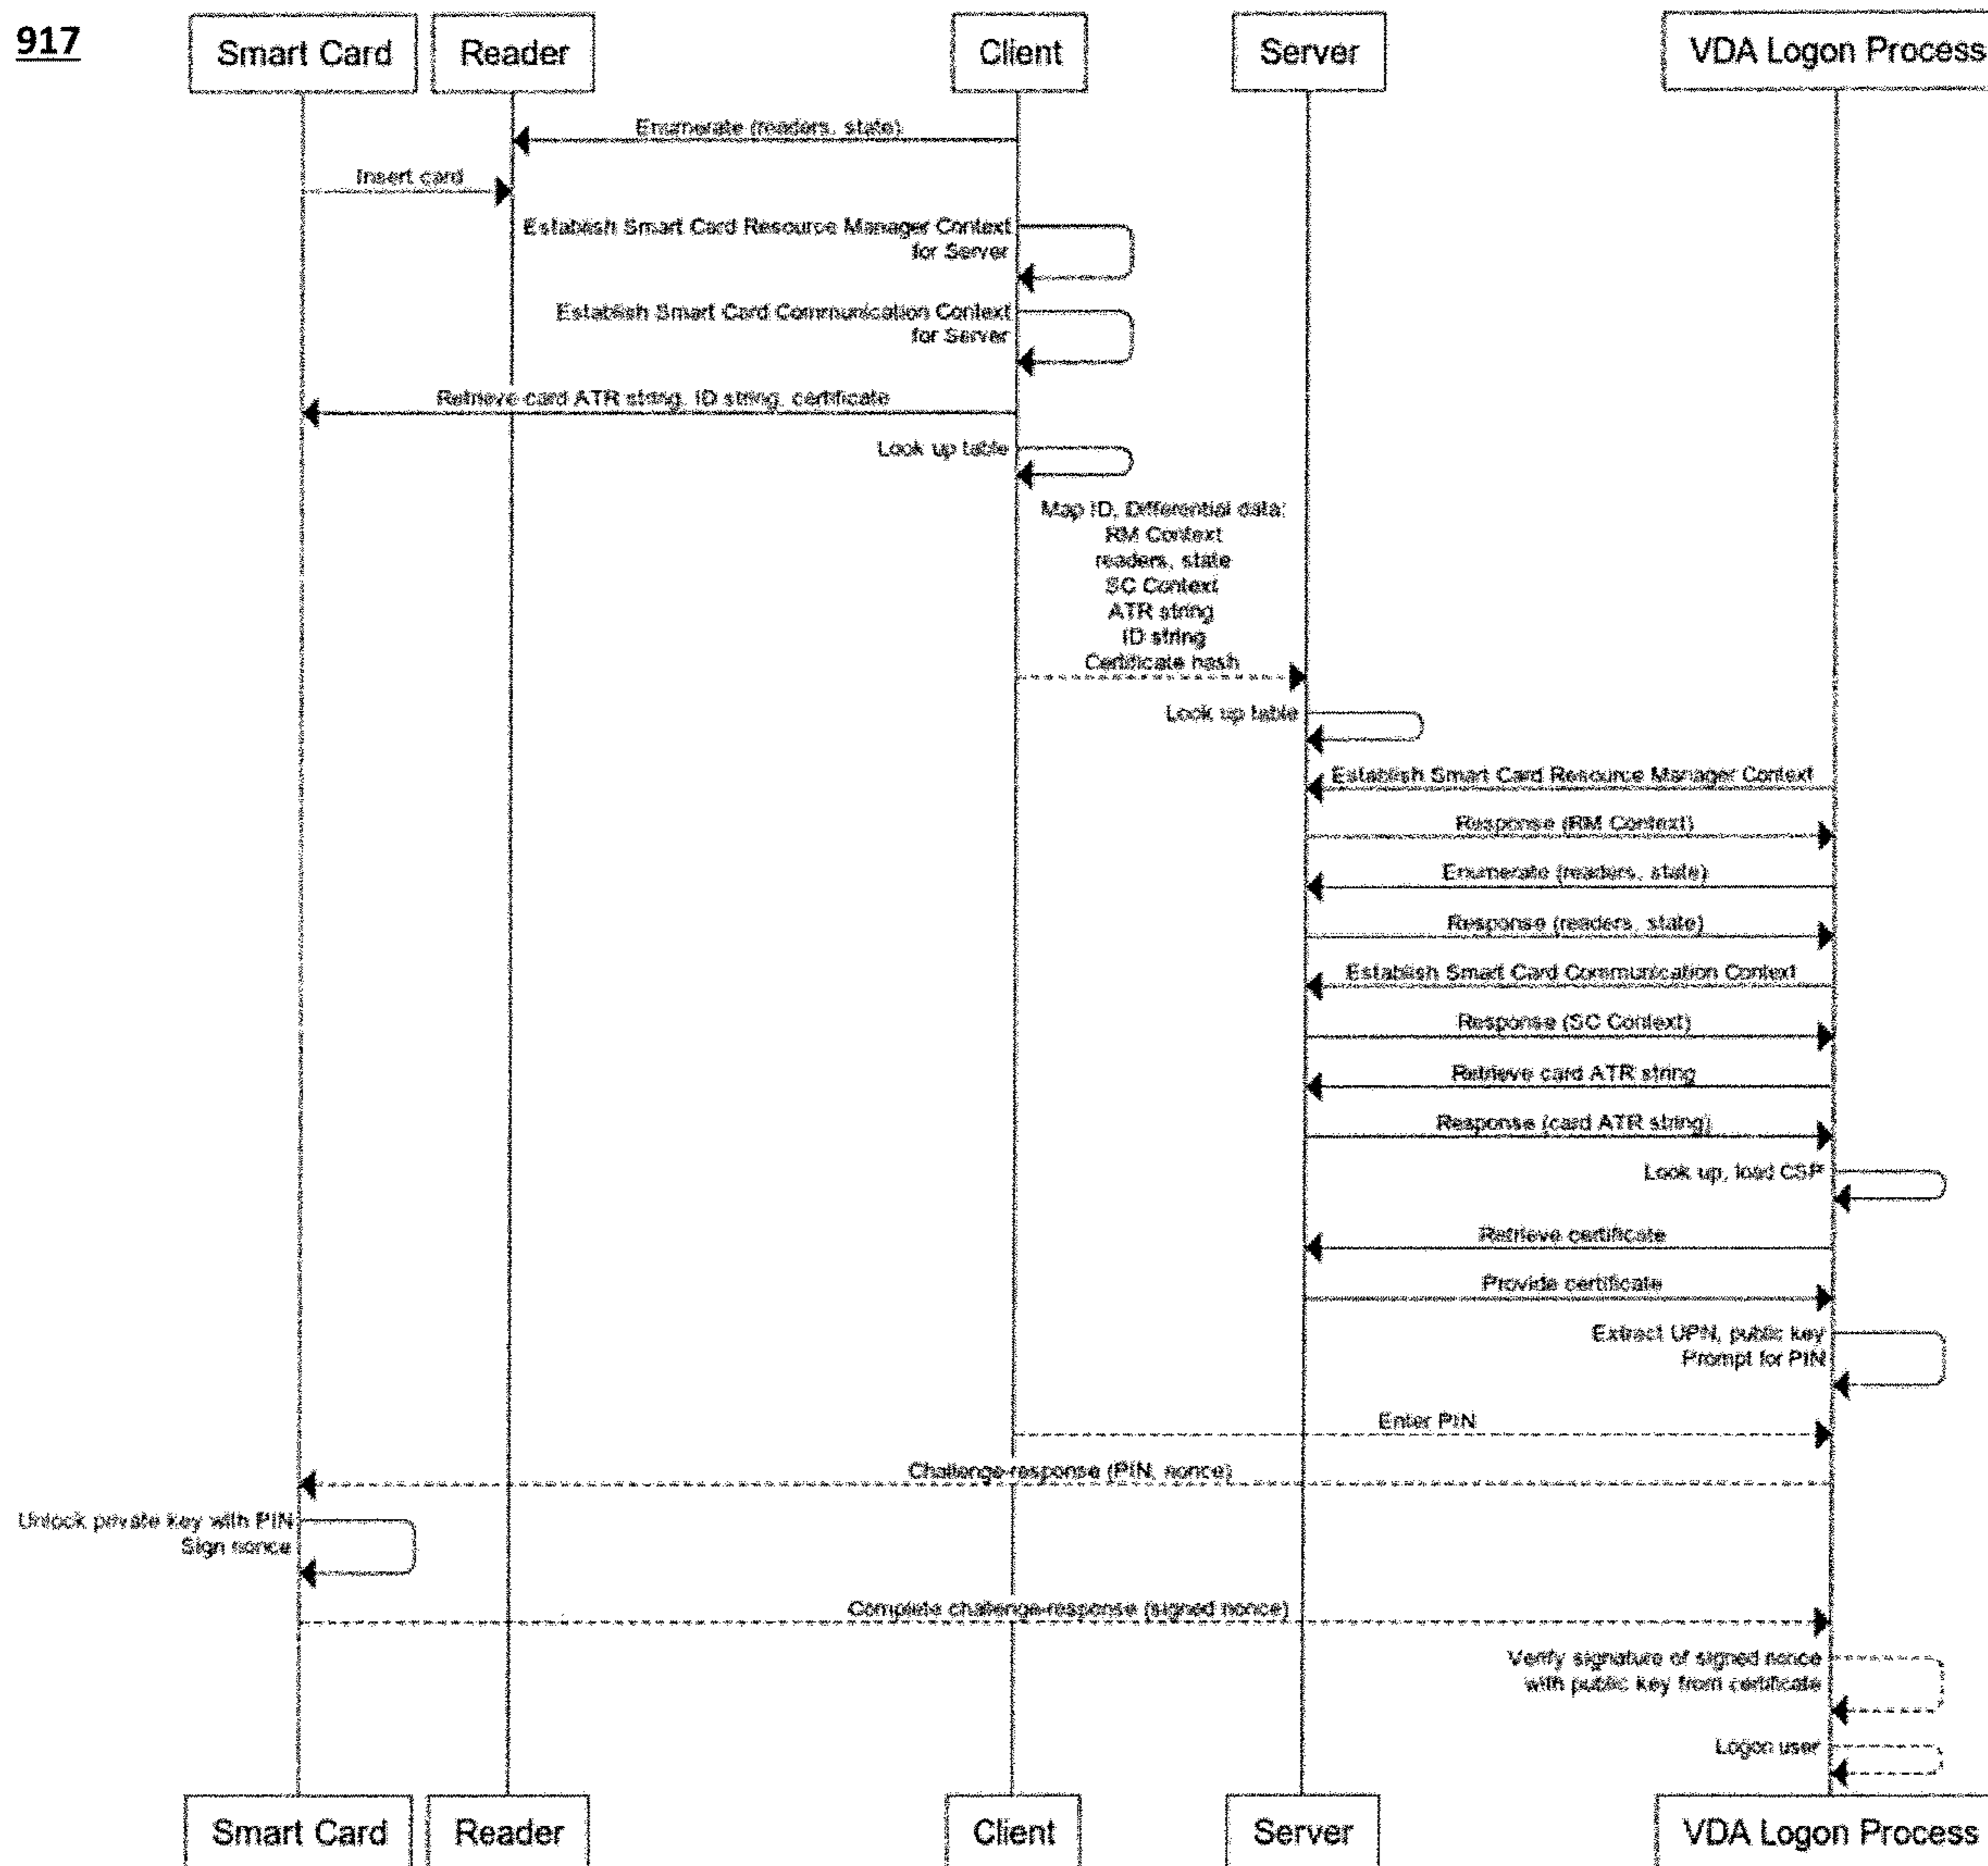 917
Smart Card
Reader
Client
Server
VDA Logon Process
Enumerate (readers, state)
Insert card
Establish Smart Card Resource Manager Context
for Server
Establish Smart Card Communication Context
for Server
Retrieve card ATR string, ID string, certificate
Look up table
Map ID, Differential data:
RM Context
readers, state
SC Context
ATR string
ID string
Certificate hash
Look up table
Establish Smart Card Resource Manager Context
Response (RM Context)
Enumerate (readers, state)
Response (readers, state)
Establish Smart Card Communication Context
Response (SC Context)
Retrieve card ATR string
Response (card ATR string)
Look up, load CSP
Retrieve certificate
Provide certificate
Extract UPN, public key
Prompt for PIN
Enter PIN
Challenge-response (PIN, nonce)
Unlock private key with PIN
Sign nonce
Complete challenge-response (signed nonce)
Verify signature of signed nonce
with public key from certificate
Logon user
Smart Card
Reader
Client
Server
VDA Logon Process